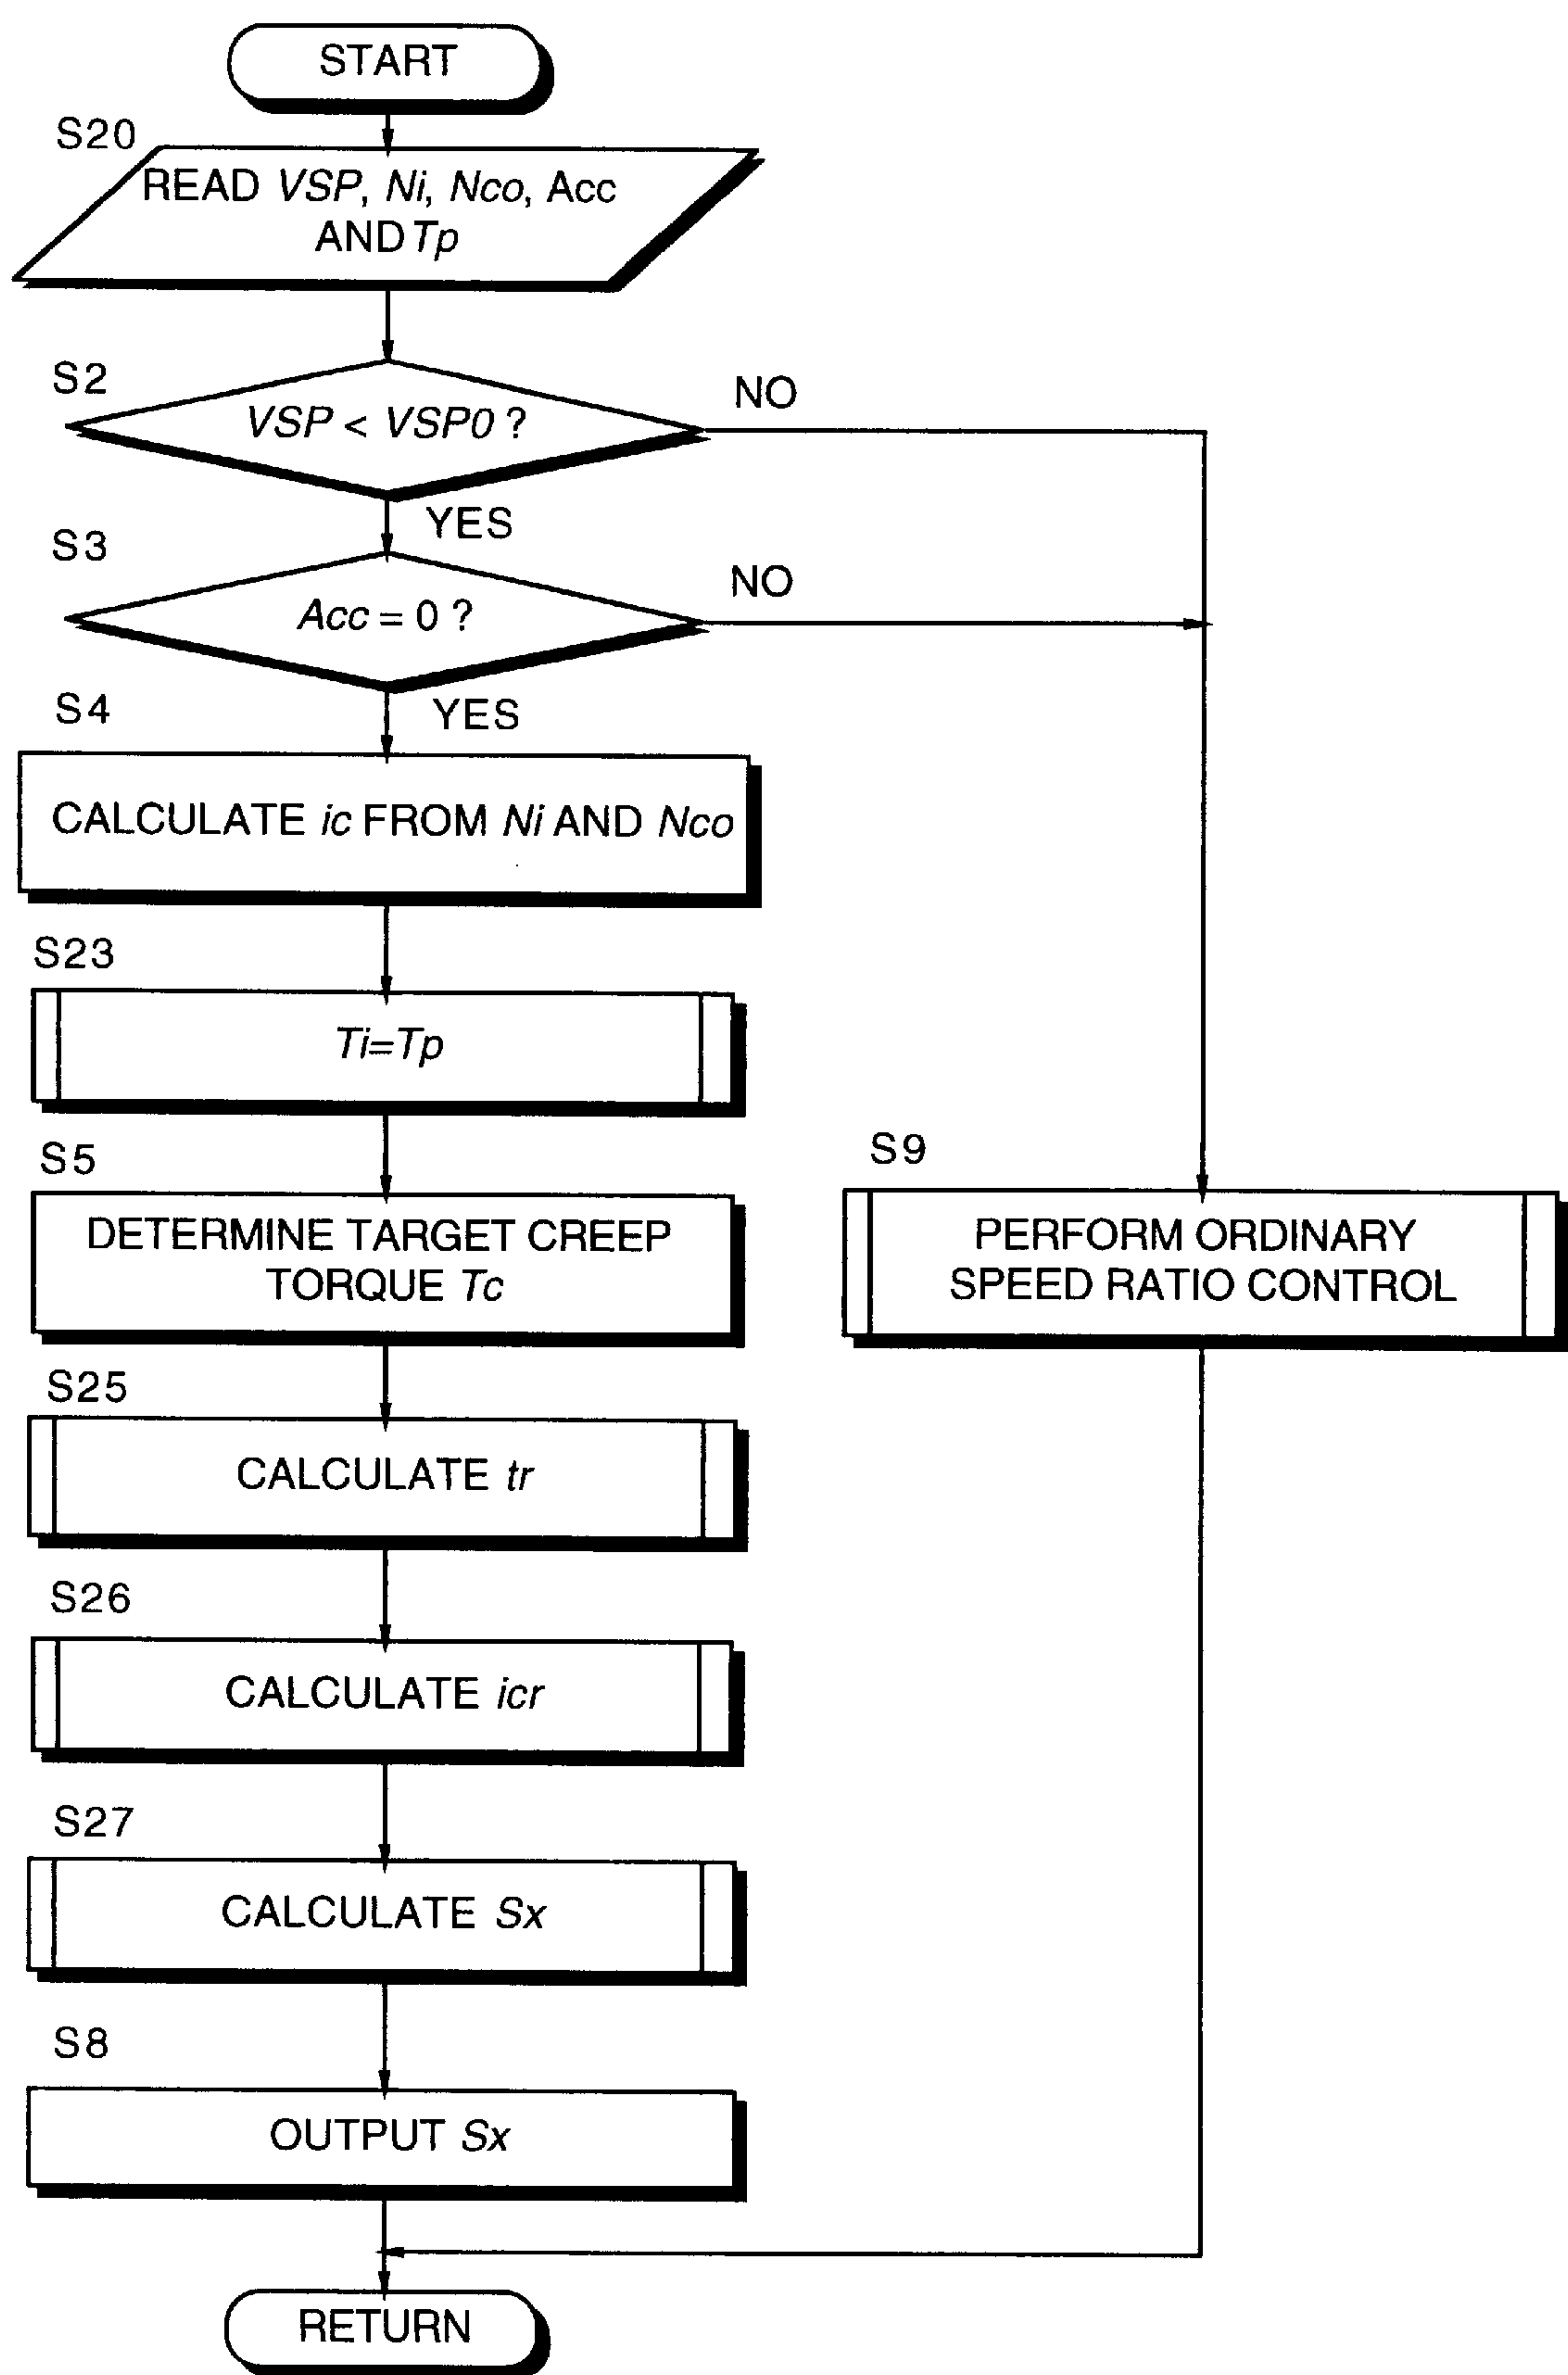 START
S20
READ VSP, Ni, Nco, Acc
AND Tp
S2
VSP < VSP0 ?
NO
YES
S3
Acc = 0 ?
NO
YES
S4
CALCULATE ic FROM Ni AND Nco
S23
Ti=Tp
S5
DETERMINE TARGET CREEP
TORQUE Tc
S9
PERFORM ORDINARY
SPEED RATIO CONTROL
S25
CALCULATE tr
S26
CALCULATE icr
S27
CALCULATE Sx
S8
OUTPUT Sx
RETURN